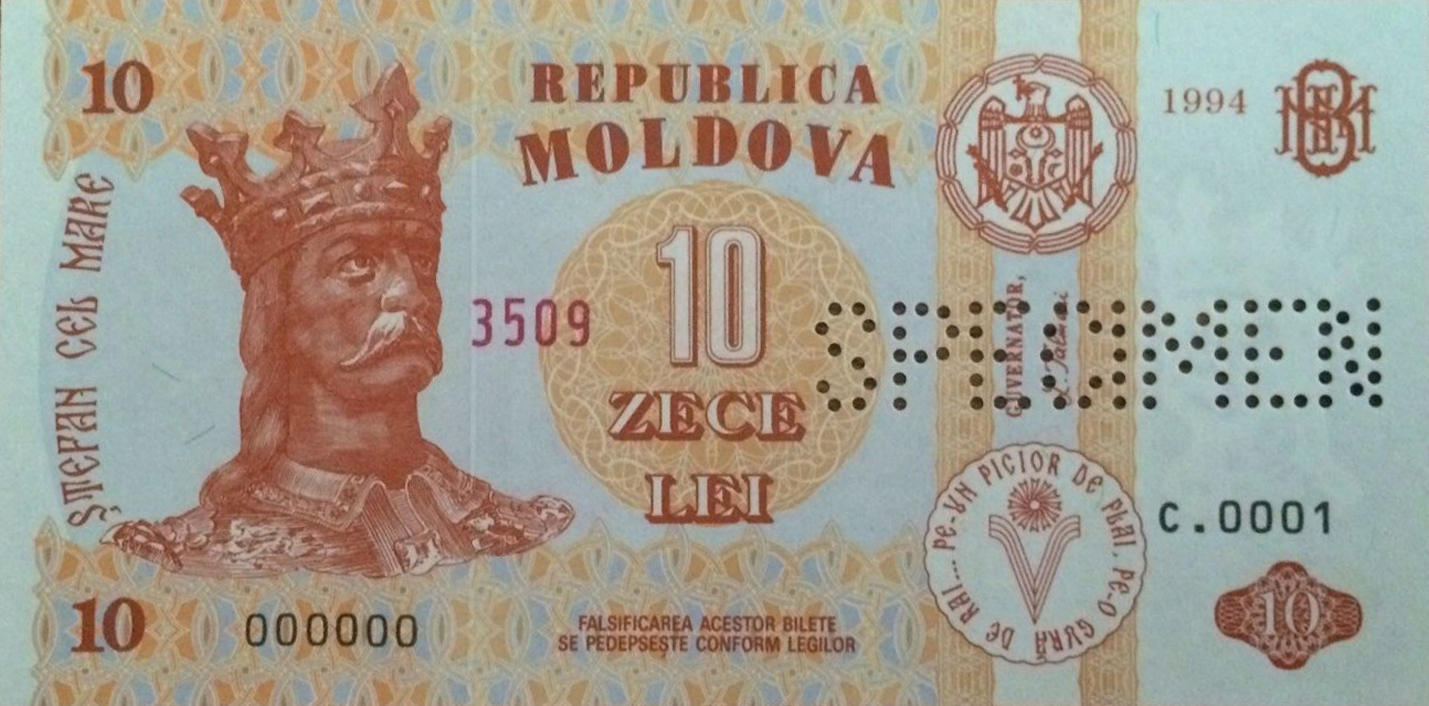 10
REPUBLICA
MOLDOVA
1994
BNM
ȘTEFAN CEL MARE
3509
10
ZECE
LEI
SPECIMEN
GUVERNATOR,
PE-UN PICIOR DE PLAI, PE-O GURĂ DE RAI...
C.0001
10
000000
FALSIFICAREA ACESTOR BILETE
SE PEDEPSEȘTE CONFORM LEGILOR
10